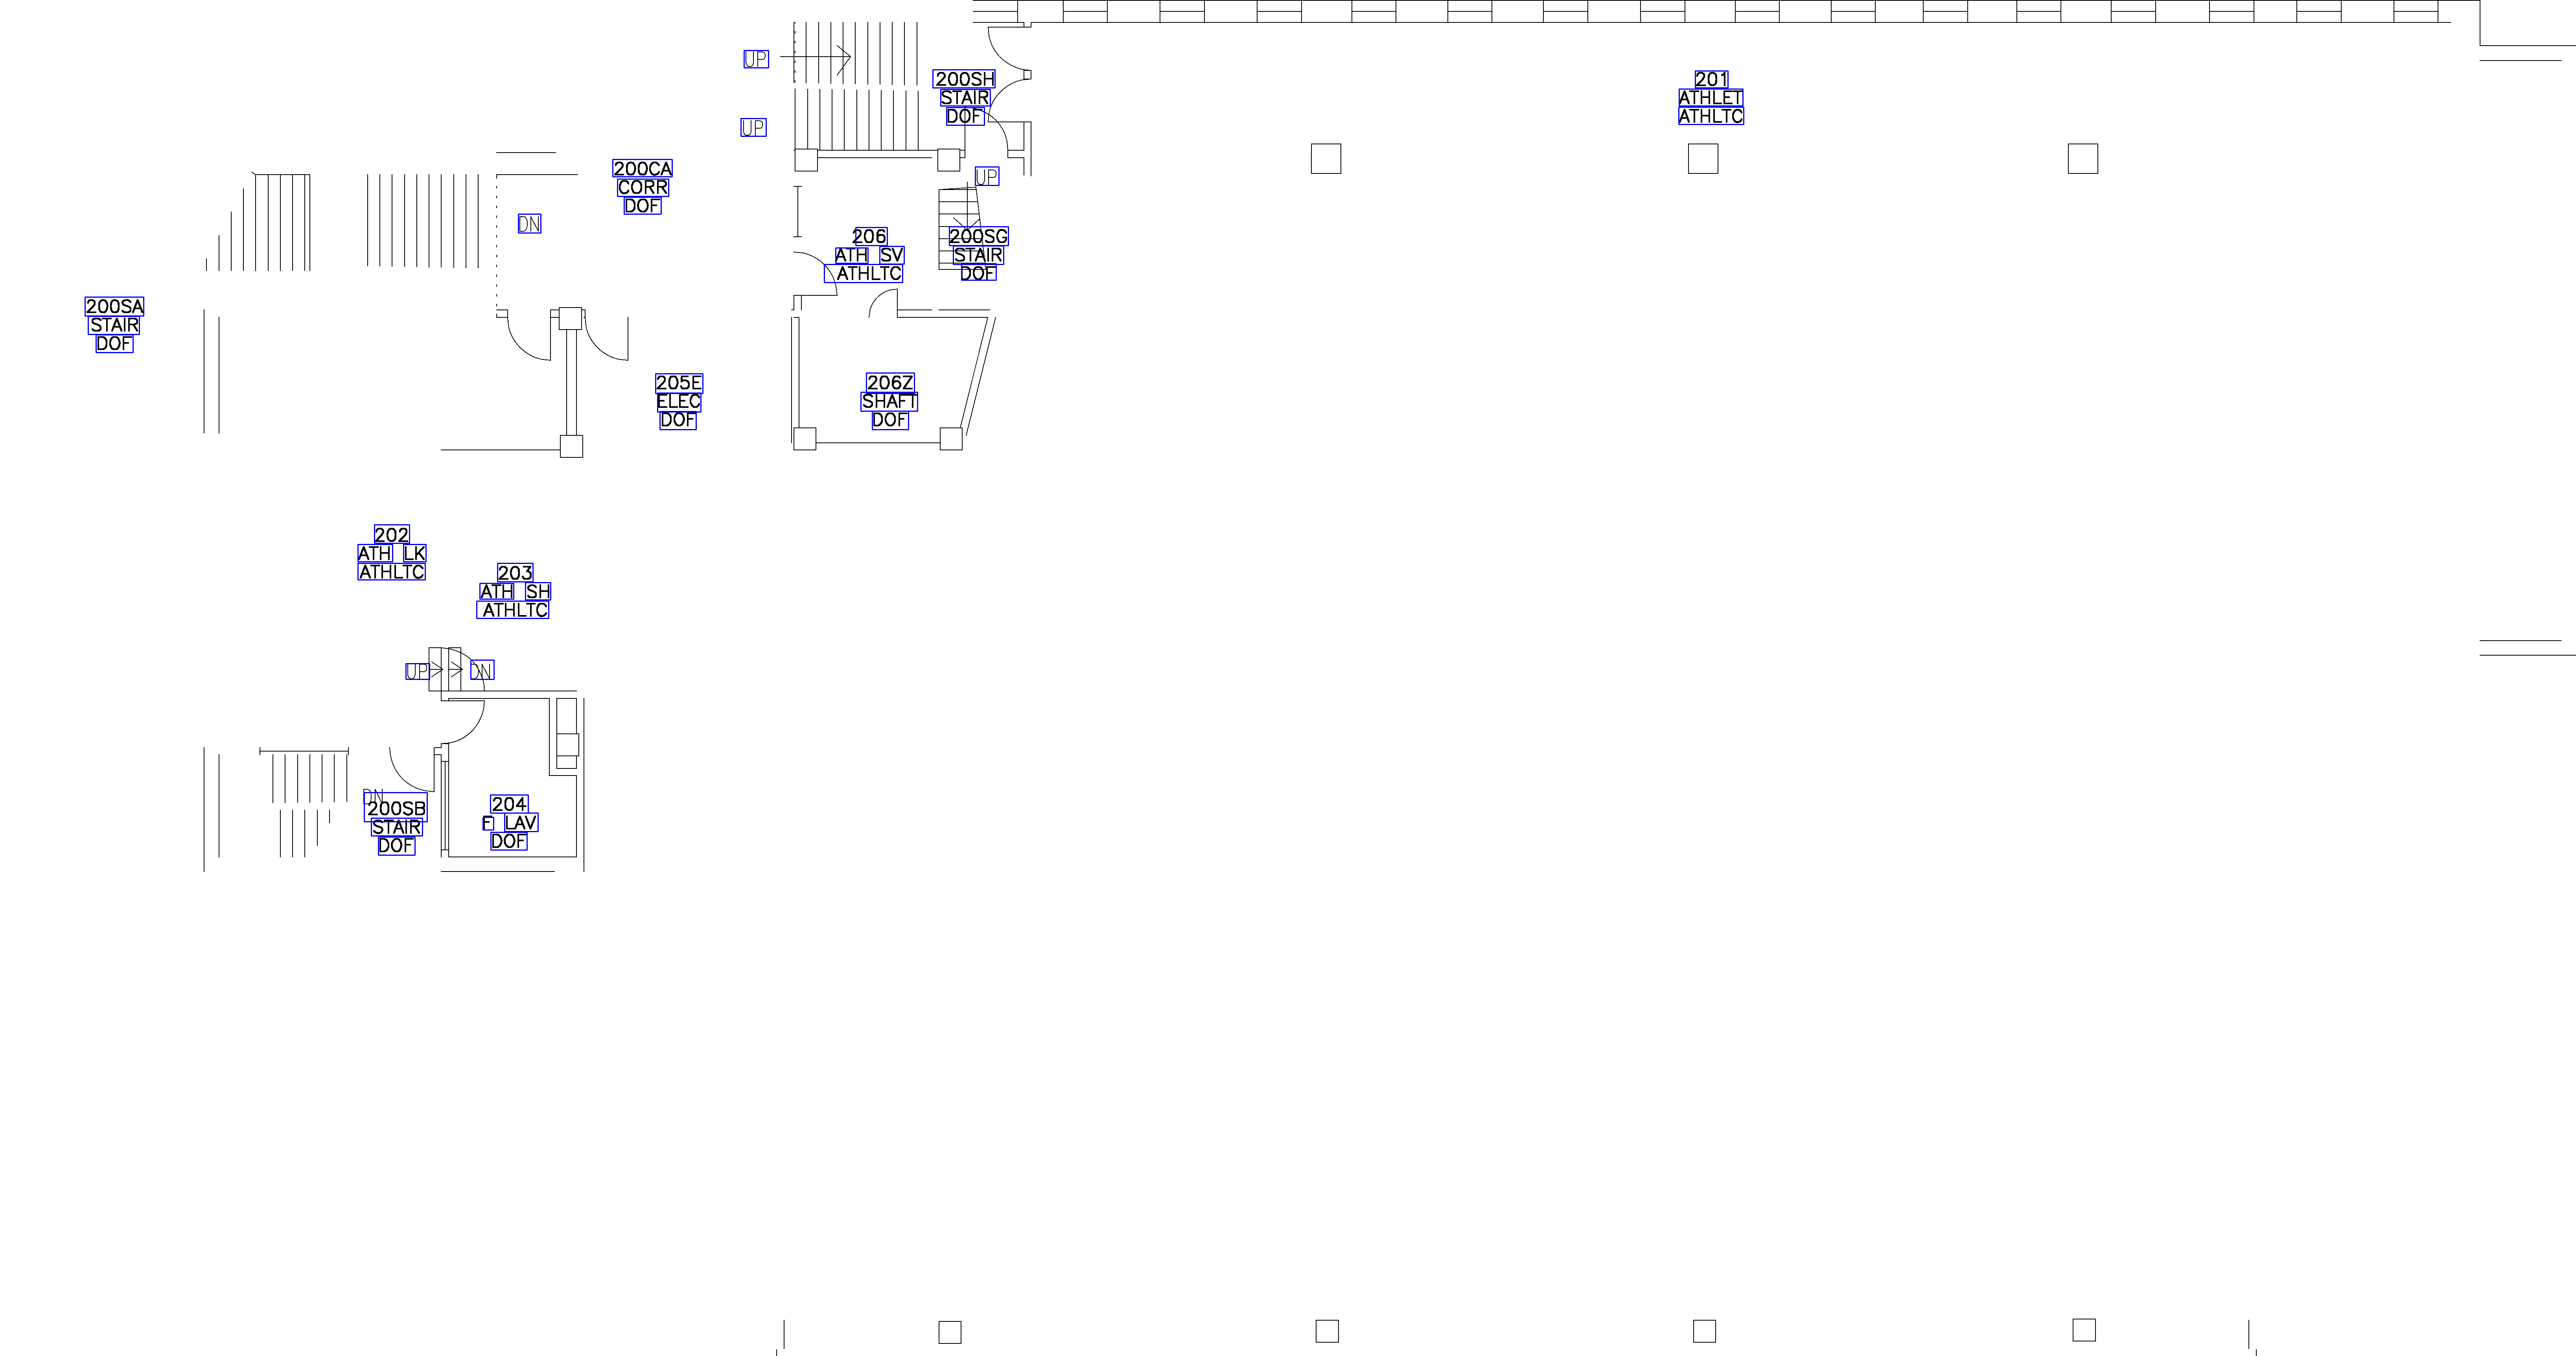 UP
200SH
STAIR
DOF
201
ATHLET
ATHLTC
UP
200CA
CORR
DOF
UP
DN
206
ATH SV
ATHLTC
200SG
STAIR
DOF
200SA
STAIR
DOF
205E
ELEC
DOF
206Z
SHAFT
DOF
202
ATH LK
ATHLTC
203
ATH SH
ATHLTC
UP
DN
DN
200SB
STAIR
DOF
204
F LAV
DOF